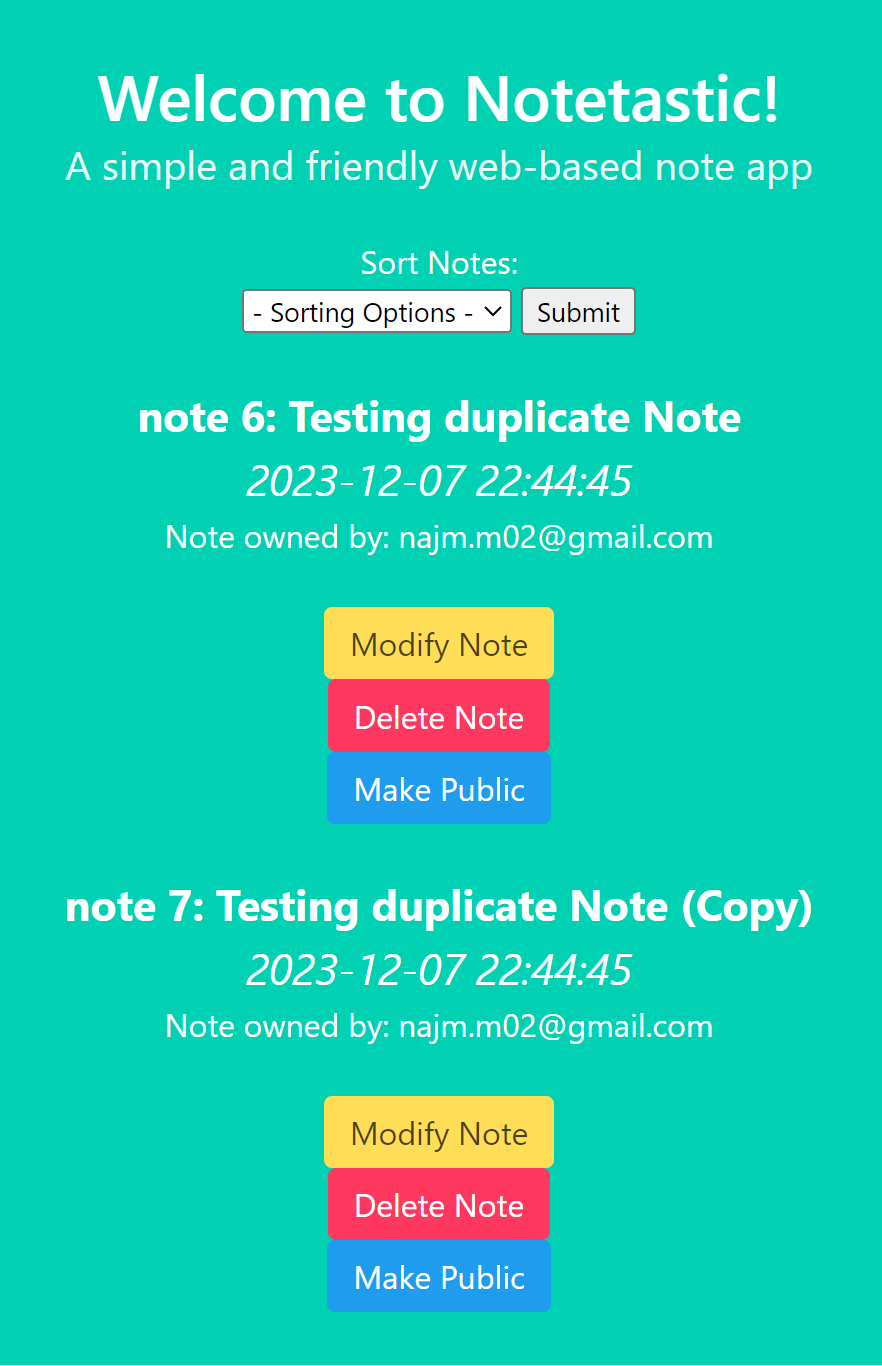 Welcome to Notetastic!
A simple and friendly web-based note app
Sort Notes:
- Sorting Options - Submit
note 6: Testing duplicate Note
2023-12-07 22:44:45
Note owned by: najm.m02@gmail.com
Modify Note
Delete Note
Make Public
note 7: Testing duplicate Note (Copy)
2023-12-07 22:44:45
Note owned by: najm.m02@gmail.com
Modify Note
Delete Note
Make Public